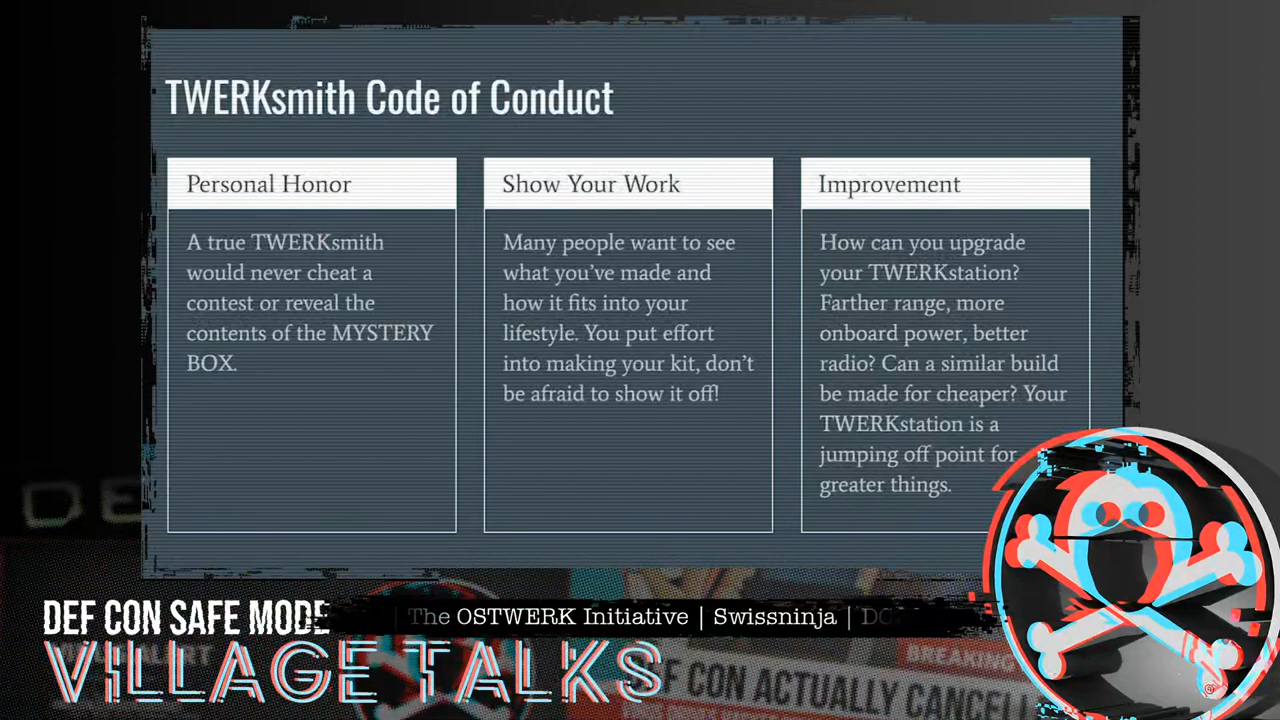 TWERKsmith Code of Conduct
Personal Honor
A true TWERKsmith
would never cheat a
contest or reveal the
contents of the MYSTERY
BOX.
Show Your Work
Many people want to see
what you've made and
how it fits into your
lifestyle. You put effort
into making your kit, don't
be afraid to show it off!
Improvement
How can you upgrade
your TWERKstation?
Farther range, more
onboard power, better
radio? Can a similar build
be made for cheaper? Your
TWERKstation is a
jumping off point for
greater things.
DEF CON SAFE MODE
The OSTWERK Initiative | Swissninja |
VILLAGE TALKS
BREAKING
DEF CON ACTUALLY